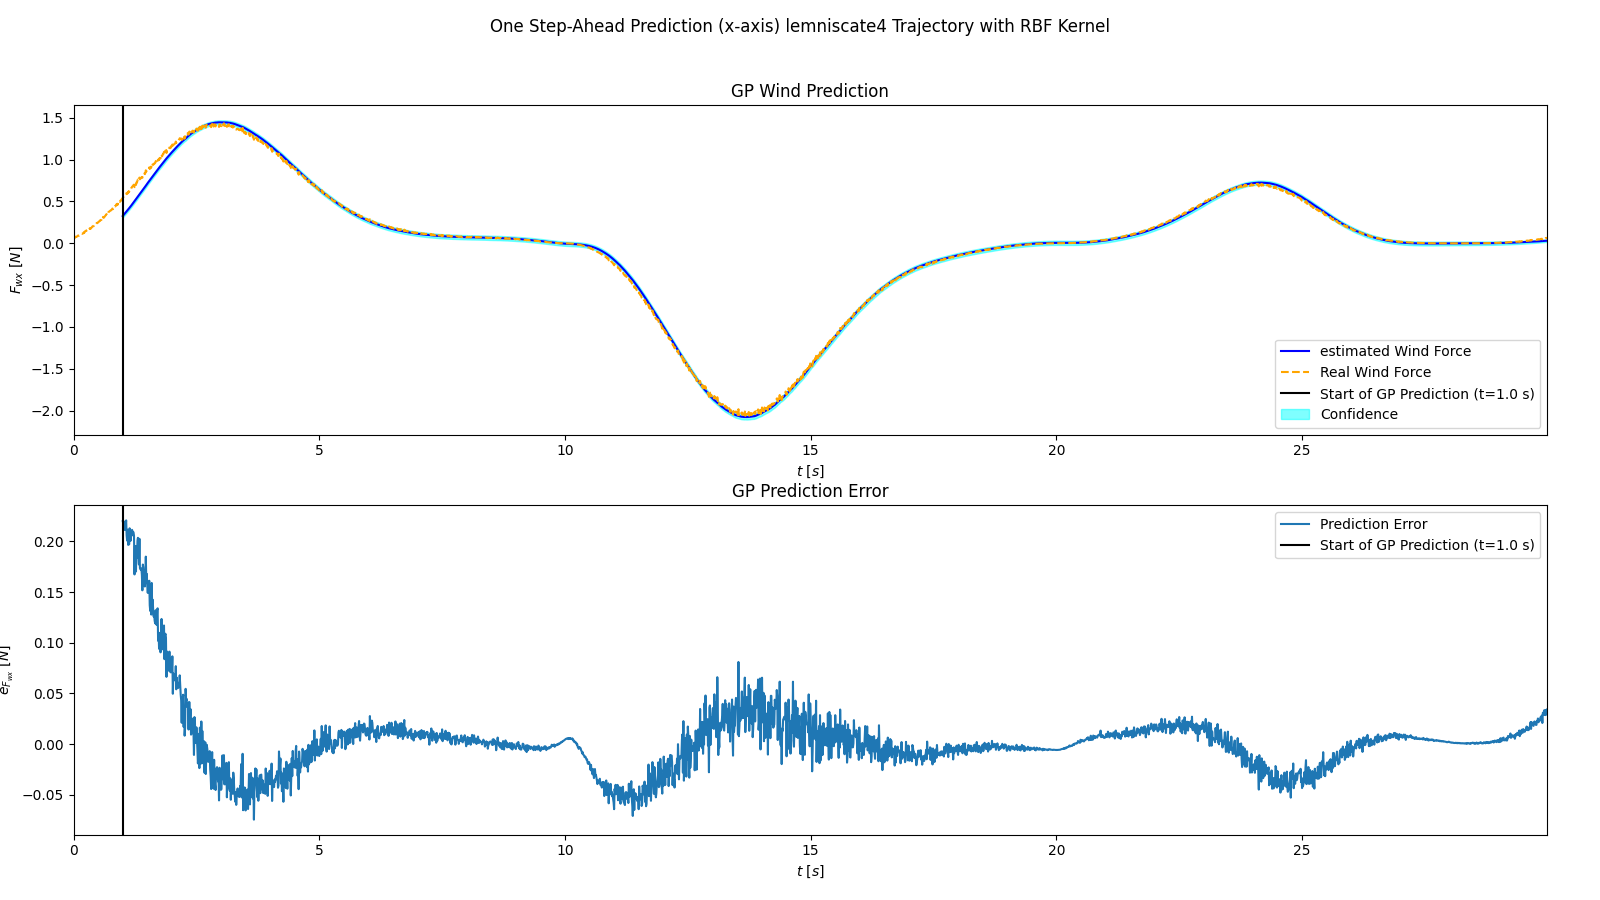 One Step-Ahead Prediction (x-axis) lemniscate4 Trajectory with RBF Kernel
GP Wind Prediction
1.5
1.0
0.5
0.0
−0.5
−1.0
−1.5
−2.0
F_wx [N]
estimated Wind Force
Real Wind Force
Start of GP Prediction (t=1.0 s)
Confidence
0 5 10 15 20 25
t [s]
GP Prediction Error
0.20
0.15
0.10
0.05
0.00
−0.05
e_F_wx [N]
Prediction Error
Start of GP Prediction (t=1.0 s)
0 5 10 15 20 25
t [s]